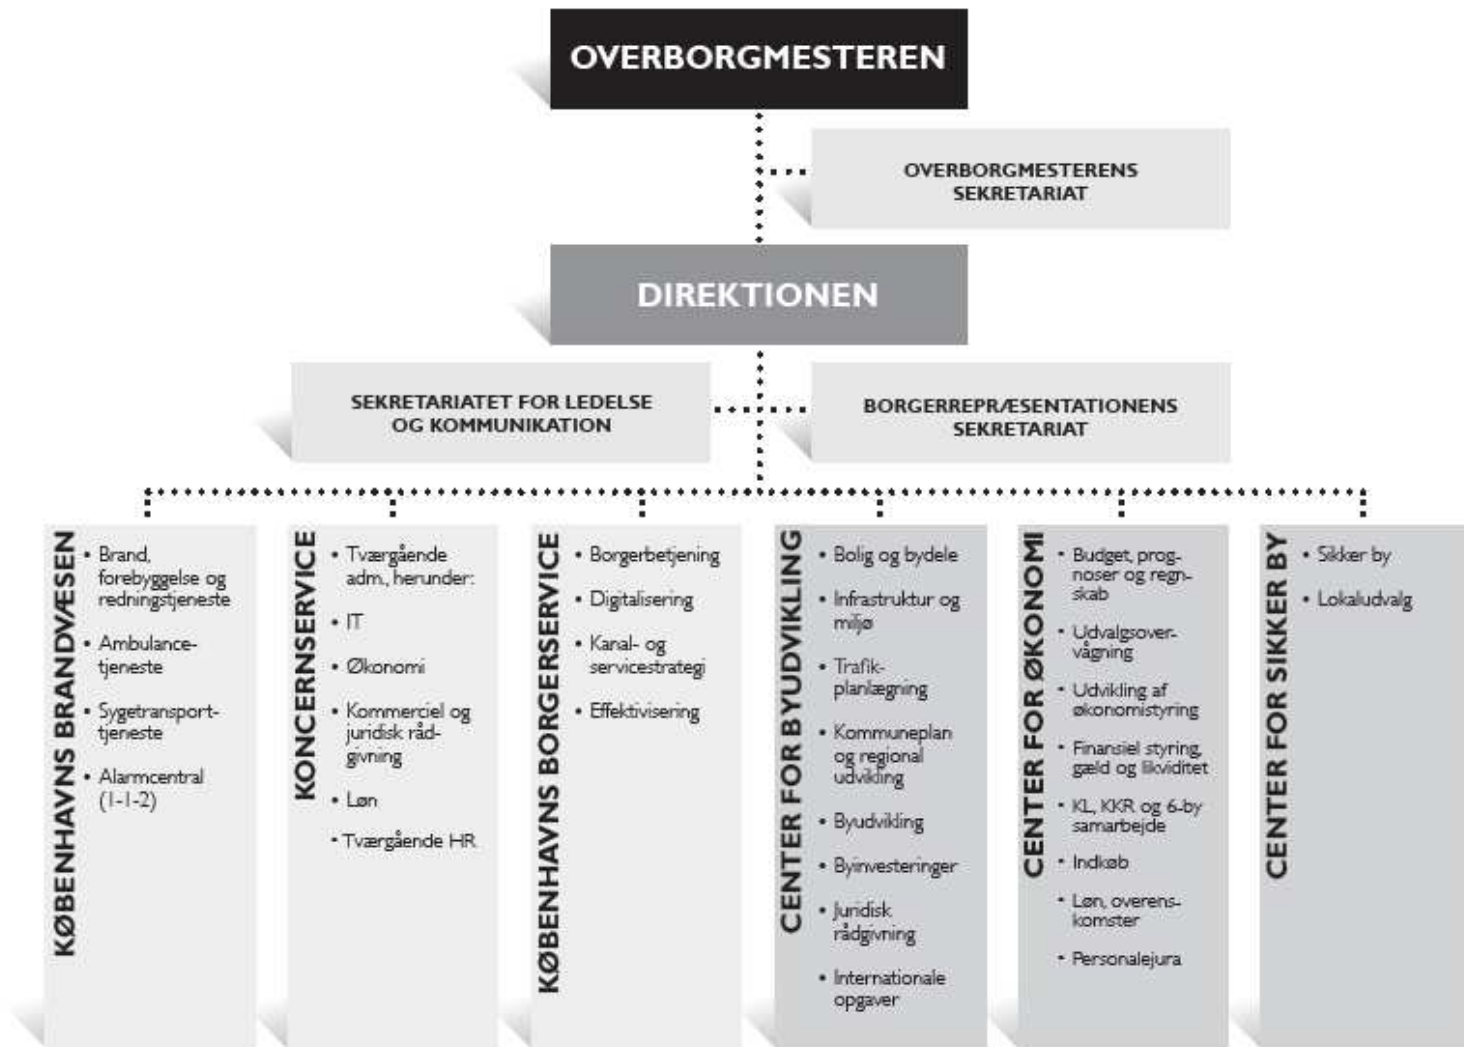 OVERBORGMESTEREN
OVERBORGMESTERENS
SEKRETARIAT
DIREKTIONEN
SEKRETARIATET FOR LEDELSE
OG KOMMUNIKATION
BORGERREPRÆSENTATIONENS
SEKRETARIAT
KØBENHAVNS BRANDVÆSEN
• Brand,
forebyggelse og
redningstjeneste
• Ambulance-
tjeneste
• Sygetransport-
tjeneste
• Alarmcentral
(1-1-2)
KONCERNSERVICE
• Tværgående
adm., herunder:
• IT
• Økonomi
• Kommerciel og
juridisk råd-
givning
• Løn
• Tværgående HR
KØBENHAVNS BORGERSERVICE
• Borgerbetjening
• Digitalisering
• Kanal- og
servicestrategi
• Effektivisering
CENTER FOR BYUDVIKLING
• Bolig og bydele
• Infrastruktur og
miljø
• Trafik-
planlægning
• Kommuneplan
og regional
udvikling
• Byudvikling
• Byinvesteringer
• Juridisk
rådgivning
• Internationale
opgaver
CENTER FOR ØKONOMI
• Budget, prog-
noser og regn-
skab
• Udvalgsover-
vågning
• Udvikling af
økonomistyring
• Finansiel styring,
gæld og likviditet
• KL, KKR og 6-by
samarbejde
• Indkøb
• Løn, overens-
komster
• Personalejura
CENTER FOR SIKKER BY
• Sikker by
• Lokaludvalg